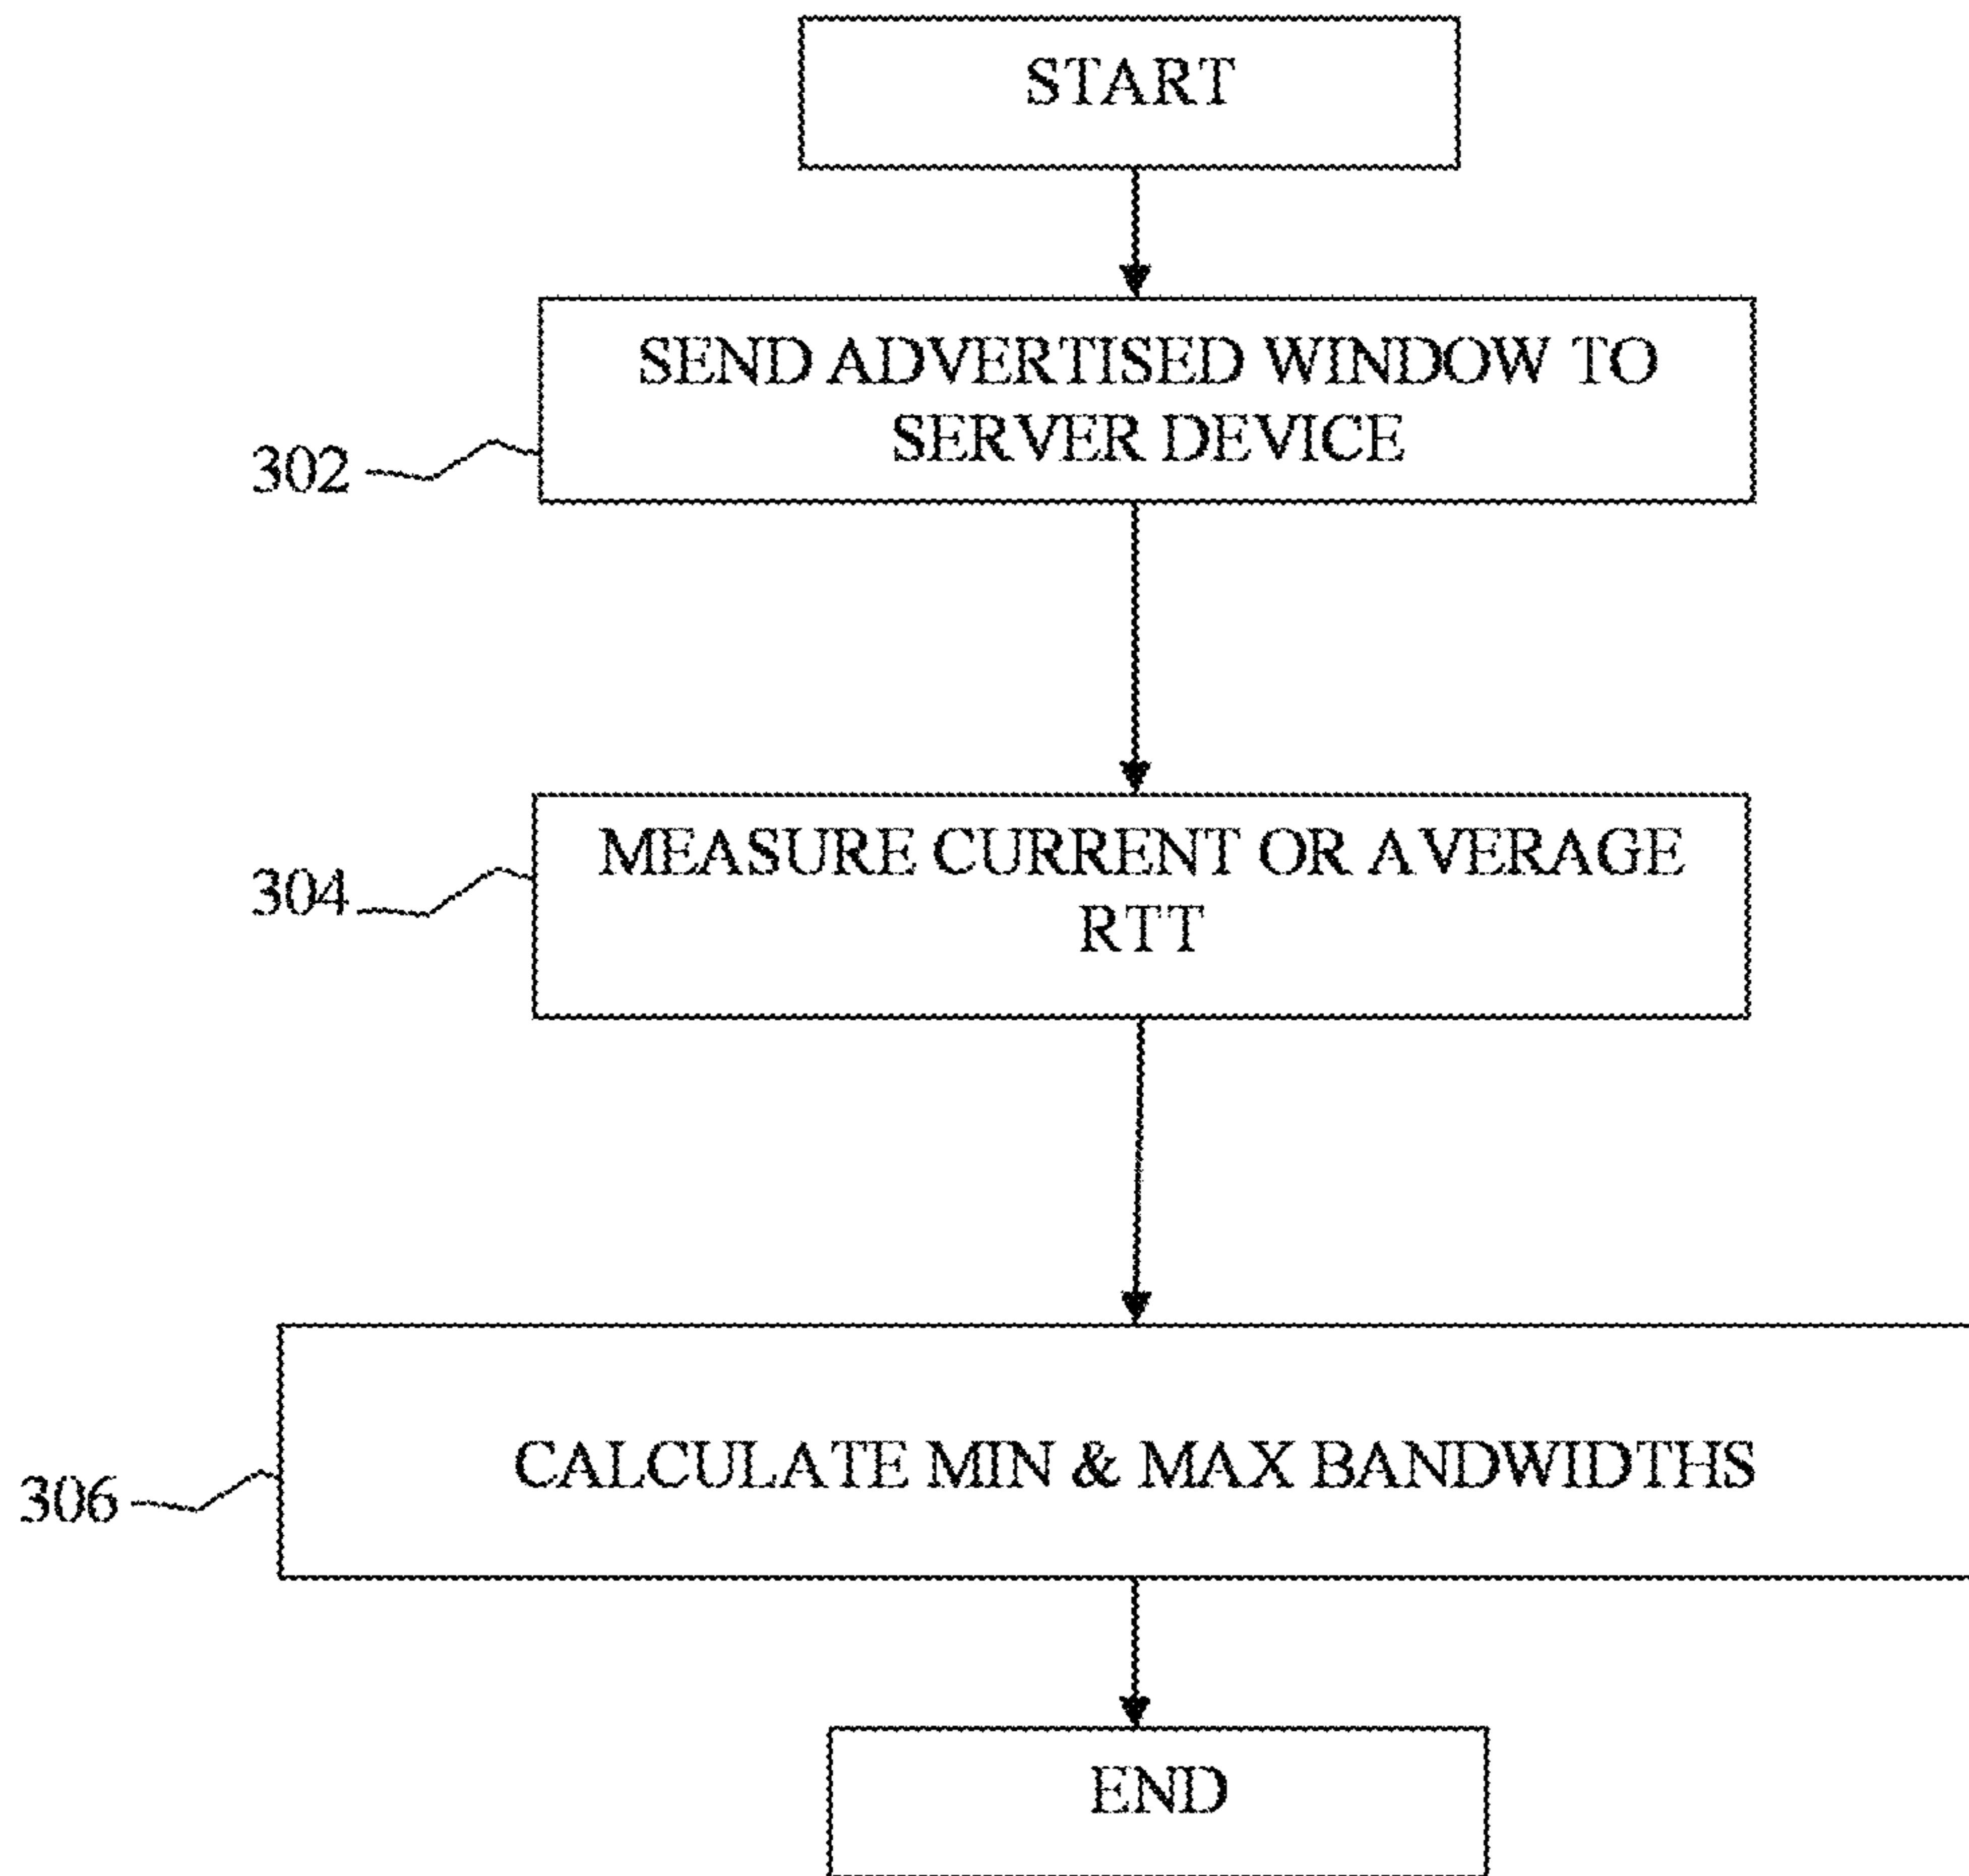 START
SEND ADVERTISED WINDOW TO
SERVER DEVICE
302
MEASURE CURRENT OR AVERAGE
RTT
304
CALCULATE MIN & MAX BANDWIDTHS
306
END